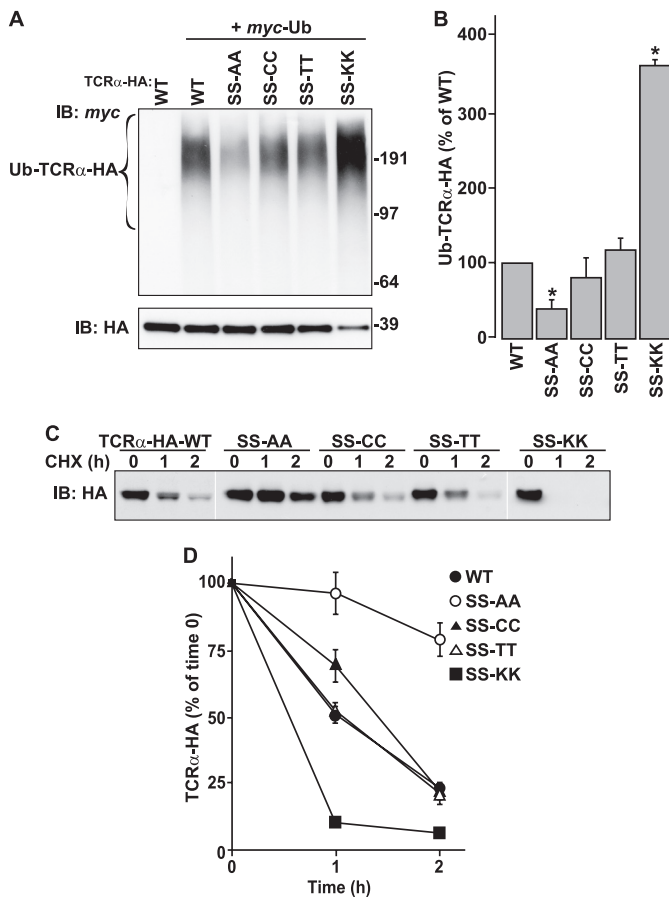 A
+ myc-Ub
TCRα-HA:
WT
WT
SS-AA
SS-CC
SS-TT
SS-KK
IB: myc
Ub-TCRα-HA
-191
-97
-64
IB: HA
-39
B
Ub-TCRα-HA (% of WT)
400
300
200
100
0
*
*
WT
SS-AA
SS-CC
SS-TT
SS-KK
C
TCRα-HA-WT SS-AA SS-CC SS-TT SS-KK
CHX (h) 0 1 2 0 1 2 0 1 2 0 1 2 0 1 2
IB: HA
D
TCRα-HA (% of time 0)
100
75
50
25
0
WT
SS-AA
SS-CC
SS-TT
SS-KK
0 1 2
Time (h)